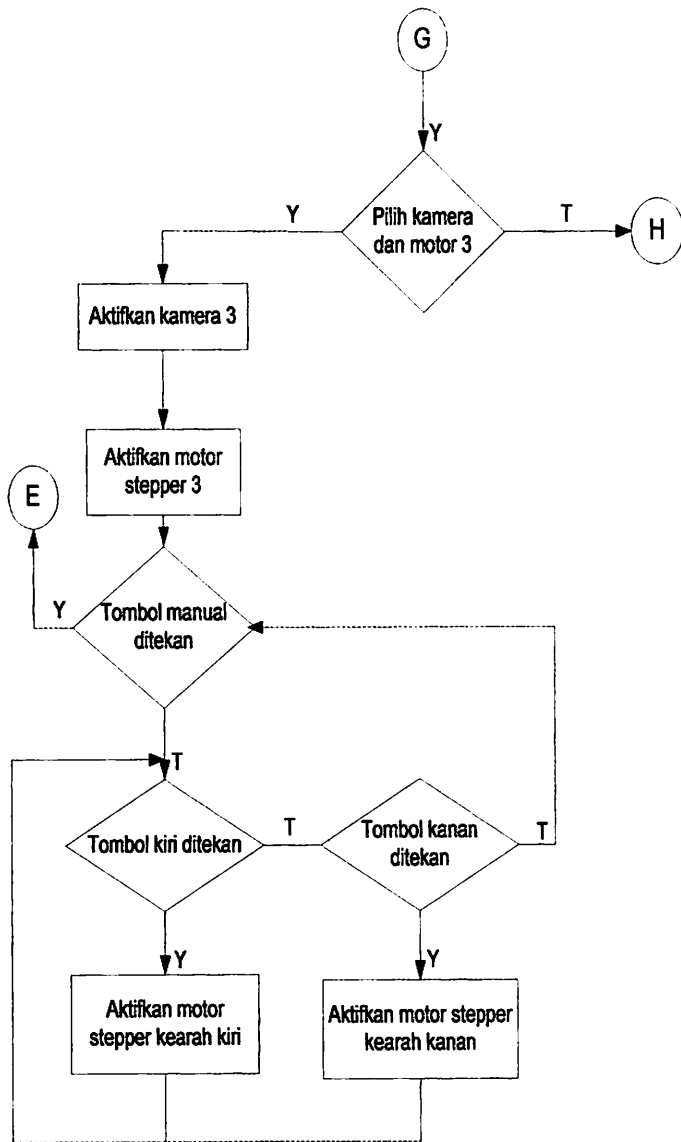 G
Y
Pilih kamera
dan motor 3
Y
T
H
Aktifkan kamera 3
Aktifkan motor
stepper 3
E
Y
Tombol manual
ditekan
T
Tombol kiri ditekan
T
Tombol kanan
ditekan
T
Y
Y
Aktifkan motor
stepper kearah kiri
Aktifkan motor stepper
kearah kanan